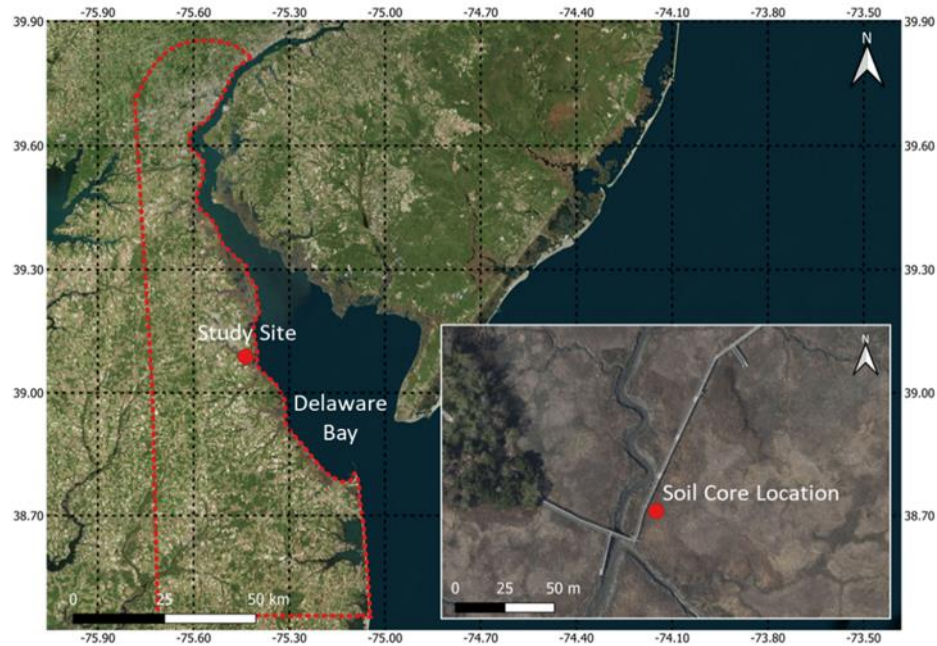 -75.90 -75.60 -75.30 -75.00 -74.70 -74.40 -74.10 -73.80 -73.50
39.90 39.90
N
39.60 39.60
39.30 39.30
Study Site
N
39.00 39.00
Delaware
Bay
Soil Core Location
38.70 38.70
0 25 50 km
0 25 50 m
-75.90 -75.60 -75.30 -75.00 -74.70 -74.40 -74.10 -73.80 -73.50